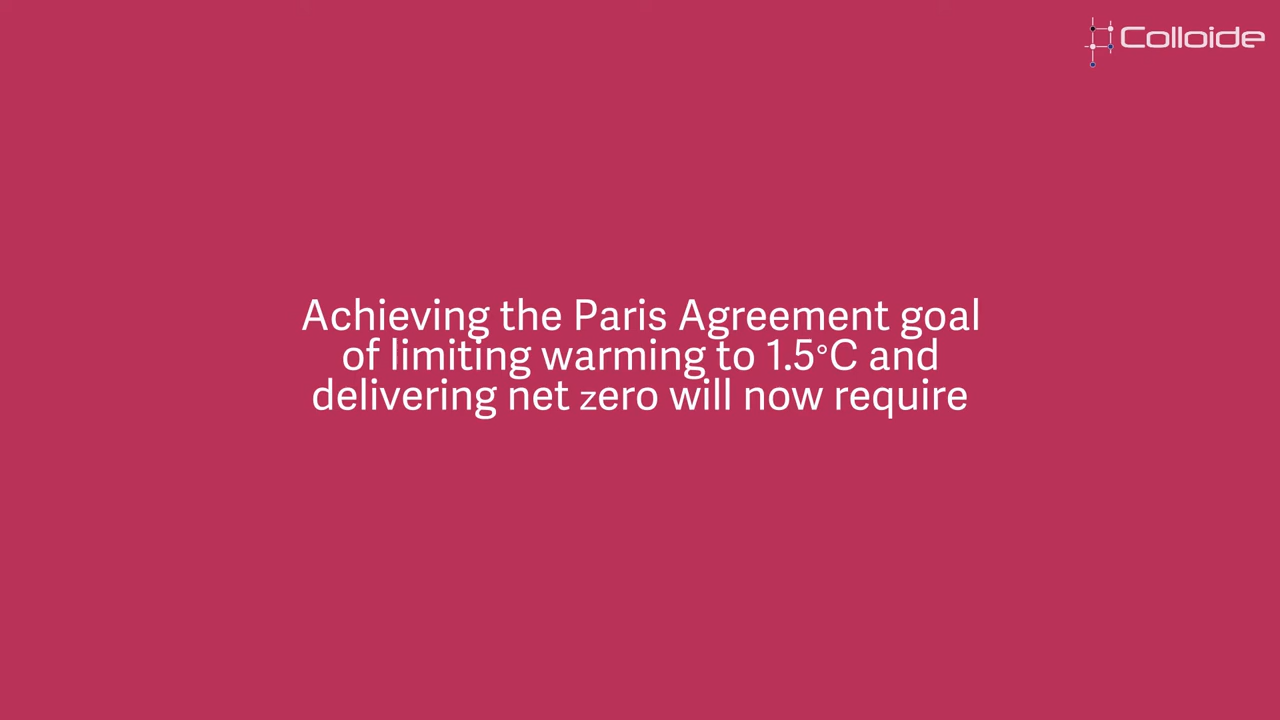 Colloide
Achieving the Paris Agreement goal
of limiting warming to 1.5°C and
delivering net zero will now require